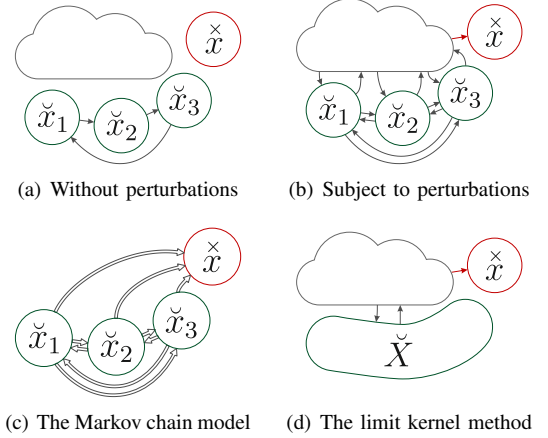 x̌
x̆₁ x̆₂ x̆₃
(a) Without perturbations
x̌
x̆₁ x̆₂ x̆₃
(b) Subject to perturbations
x̌
x̆₁ x̆₂ x̆₃
(c) The Markov chain model
x̌
X̆
(d) The limit kernel method